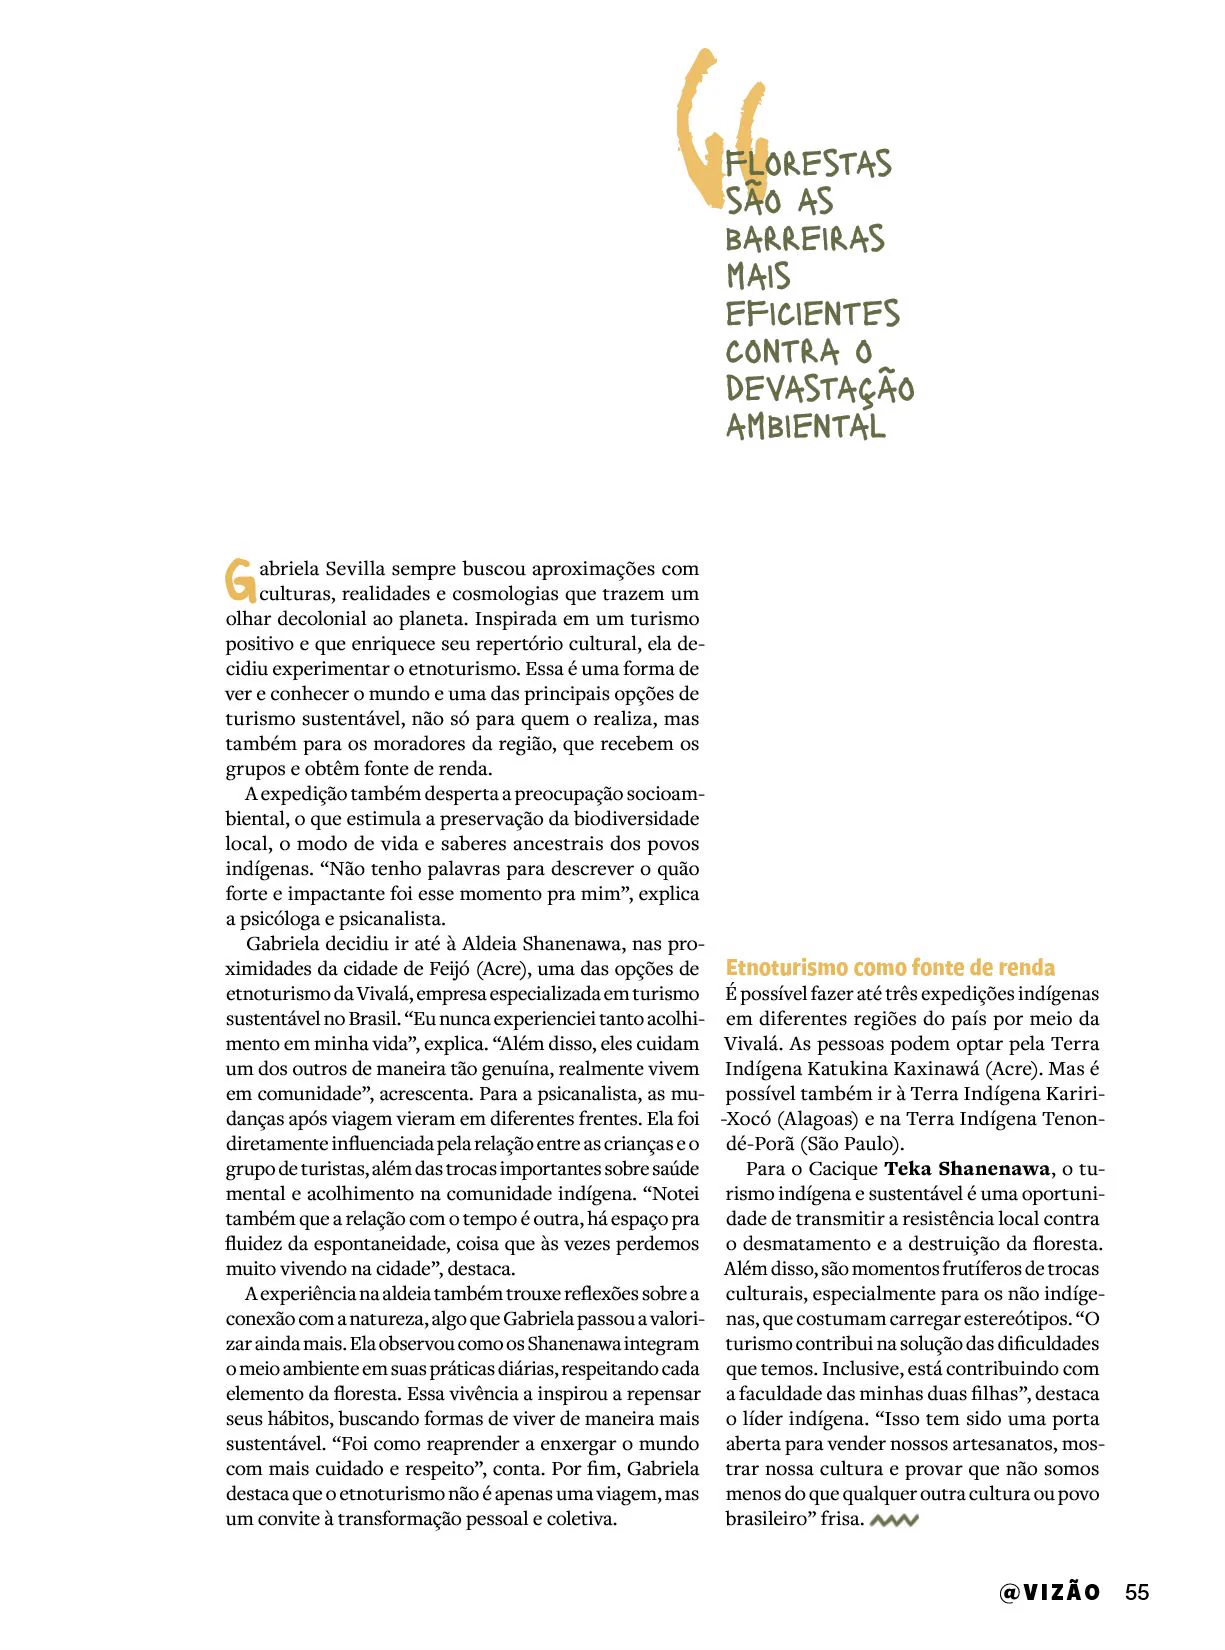 FLORESTAS
SÃO AS
BARREIRAS
MAIS
EFICIENTES
CONTRA O
DEVASTAÇÃO
AMBIENTAL
Gabriela Sevilla sempre buscou aproximações com
culturas, realidades e cosmologias que trazem um
olhar decolonial ao planeta. Inspirada em um turismo
positivo e que enriquece seu repertório cultural, ela de-
cidiu experimentar o etnoturismo. Essa é uma forma de
ver e conhecer o mundo e uma das principais opções de
turismo sustentável, não só para quem o realiza, mas
também para os moradores da região, que recebem os
grupos e obtêm fonte de renda.
A expedição também desperta a preocupação socioam-
biental, o que estimula a preservação da biodiversidade
local, o modo de vida e saberes ancestrais dos povos
indígenas. “Não tenho palavras para descrever o quão
forte e impactante foi esse momento pra mim”, explica
a psicóloga e psicanalista.
Gabriela decidiu ir até à Aldeia Shanenawa, nas pro-
ximidades da cidade de Feijó (Acre), uma das opções de
etnoturismo da Vivalá, empresa especializada em turismo
sustentável no Brasil. “Eu nunca experienciei tanto acolhi-
mento em minha vida”, explica. “Além disso, eles cuidam
um dos outros de maneira tão genuína, realmente vivem
em comunidade”, acrescenta. Para a psicanalista, as mu-
danças após viagem vieram em diferentes frentes. Ela foi
diretamente influenciada pela relação entre as crianças e o
grupo de turistas, além das trocas importantes sobre saúde
mental e acolhimento na comunidade indígena. “Notei
também que a relação com o tempo é outra, há espaço pra
fluidez da espontaneidade, coisa que às vezes perdemos
muito vivendo na cidade”, destaca.
A experiência na aldeia também trouxe reflexões sobre a
conexão com a natureza, algo que Gabriela passou a valori-
zar ainda mais. Ela observou como os Shanenawa integram
o meio ambiente em suas práticas diárias, respeitando cada
elemento da floresta. Essa vivência a inspirou a repensar
seus hábitos, buscando formas de viver de maneira mais
sustentável. “Foi como reaprender a enxergar o mundo
com mais cuidado e respeito”, conta. Por fim, Gabriela
destaca que o etnoturismo não é apenas uma viagem, mas
um convite à transformação pessoal e coletiva.
Etnoturismo como fonte de renda
É possível fazer até três expedições indígenas
em diferentes regiões do país por meio da
Vivalá. As pessoas podem optar pela Terra
Indígena Katukina Kaxinawá (Acre). Mas é
possível também ir à Terra Indígena Kariri-
-Xocó (Alagoas) e na Terra Indígena Tenon-
dé-Porã (São Paulo).
Para o Cacique Teka Shanenawa, o tu-
rismo indígena e sustentável é uma oportuni-
dade de transmitir a resistência local contra
o desmatamento e a destruição da floresta.
Além disso, são momentos frutíferos de trocas
culturais, especialmente para os não indíge-
nas, que costumam carregar estereótipos. “O
turismo contribui na solução das dificuldades
que temos. Inclusive, está contribuindo com
a faculdade das minhas duas filhas”, destaca
o líder indígena. “Isso tem sido uma porta
aberta para vender nossos artesanatos, mos-
trar nossa cultura e provar que não somos
menos do que qualquer outra cultura ou povo
brasileiro” frisa.
@VIZÃO 55